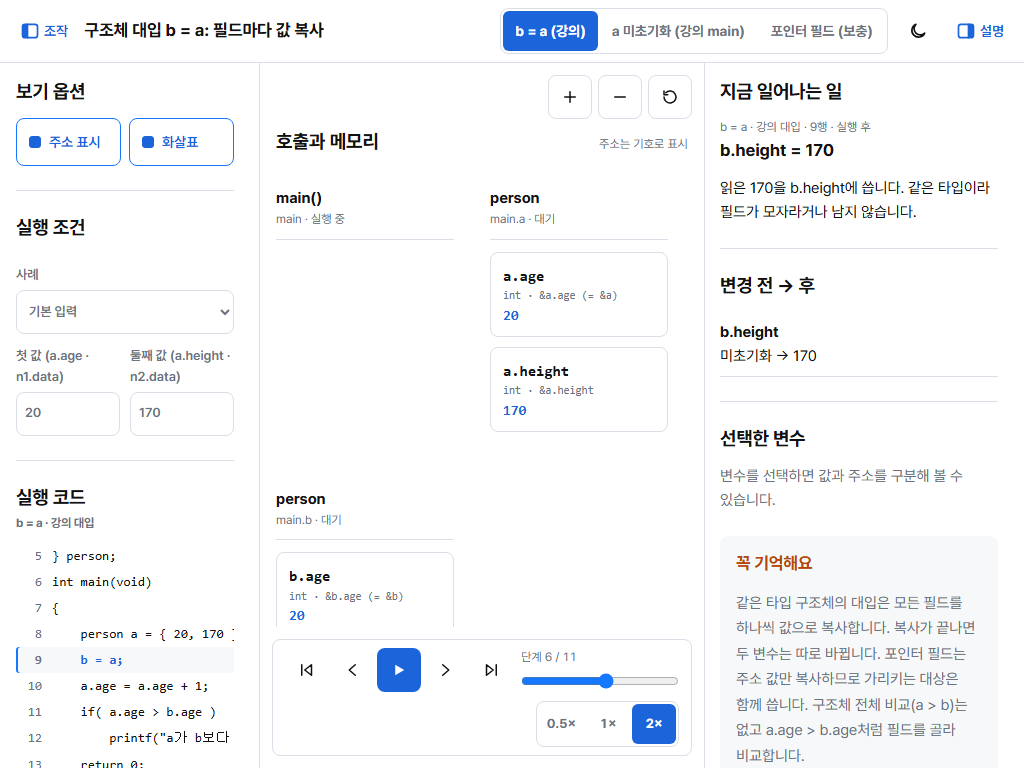 조작
구조체 대입 b = a: 필드마다 값 복사
b = a (강의)
a 미초기화 (강의 main)
포인터 필드 (보충)
설명
보기 옵션
주소 표시
화살표
실행 조건
사례
기본 입력
첫 값 (a.age ·
n1.data)
둘째 값 (a.height ·
n2.data)
20
170
실행 코드
b = a · 강의 대입
5 } person;
6 int main(void)
7 {
8 person a = { 20, 170 }
9 b = a;
10 a.age = a.age + 1;
11 if( a.age > b.age )
12 printf("a가 b보다
13 return 0;
호출과 메모리
주소는 기호로 표시
main()
main · 실행 중
person
main.a · 대기
a.age
int · &a.age (= &a)
20
a.height
int · &a.height
170
person
main.b · 대기
b.age
int · &b.age (= &b)
20
단계 6 / 11
0.5×
1×
2×
지금 일어나는 일
b = a · 강의 대입 · 9행 · 실행 후
b.height = 170
읽은 170을 b.height에 씁니다. 같은 타입이라
필드가 모자라거나 남지 않습니다.
변경 전 → 후
b.height
미초기화 → 170
선택한 변수
변수를 선택하면 값과 주소를 구분해 볼 수
있습니다.
꼭 기억해요
같은 타입 구조체의 대입은 모든 필드를
하나씩 값으로 복사합니다. 복사가 끝나면
두 변수는 따로 바뀝니다. 포인터 필드는
주소 값만 복사하므로 가리키는 대상은
함께 씁니다. 구조체 전체 비교(a > b)는
없고 a.age > b.age처럼 필드를 골라
비교합니다.